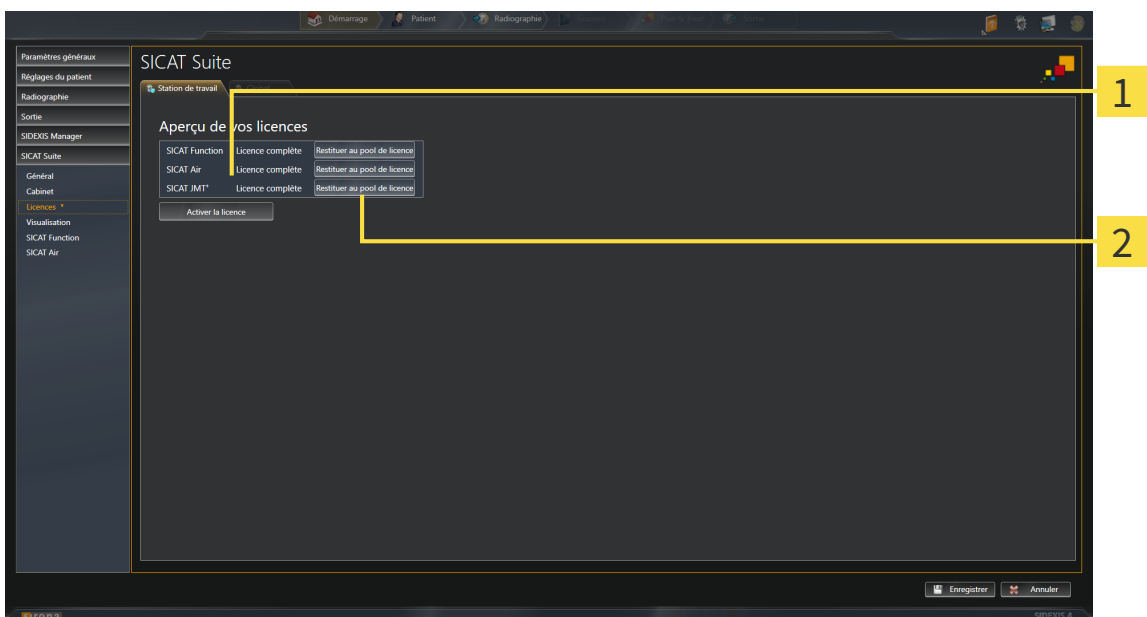 Démarrage
Patient
Radiographie
Paramètres généraux
Réglages du patient
Radiographie
Sortie
SIDEXIS Manager
SICAT Suite
Général
Cabinet
Licences *
Visualisation
SICAT Function
SICAT Air
SICAT Suite
Station de travail
Aperçu de vos licences
SICAT Function Licence complète Restituer au pool de licence
SICAT Air Licence complète Restituer au pool de licence
SICAT JMT⁺ Licence complète Restituer au pool de licence
Activer la licence
1
2
Enregistrer
Annuler
SIDEXIS 4